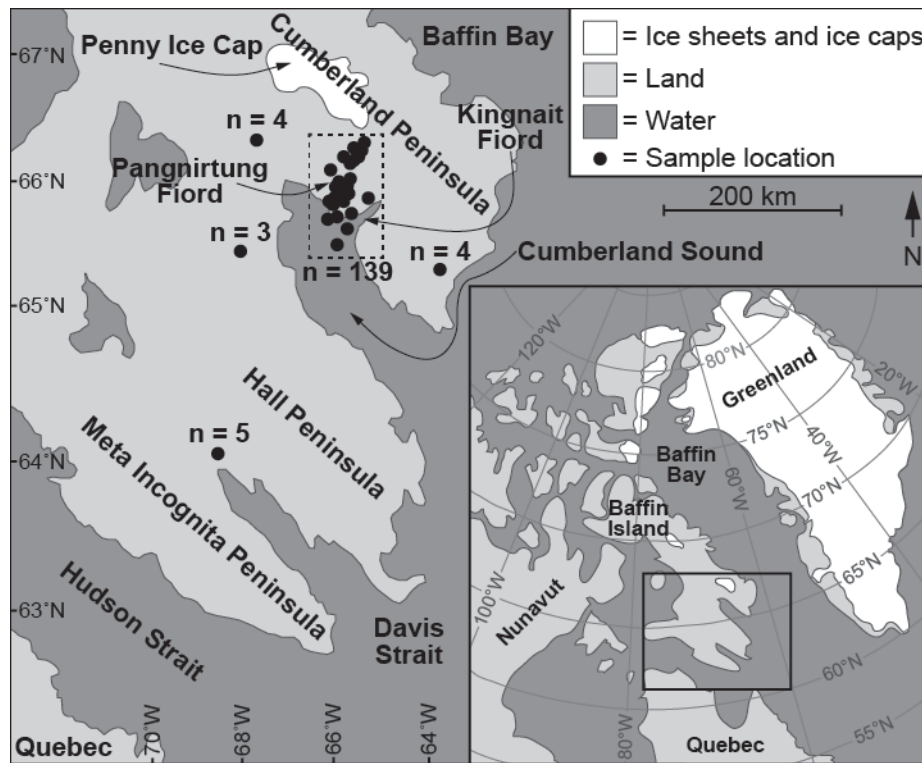 67°N
Penny Ice Cap
Cumberland Peninsula
Baffin Bay
Kingnait
Fiord
n = 4
66°N
Pangnirtung
Fiord
n = 3
n = 4
n = 139
Cumberland Sound
65°N
Hall Peninsula
n = 5
64°N
Meta Incognita Peninsula
63°N
Hudson Strait
Davis
Strait
Quebec
70°W
68°W
66°W
64°W
= Ice sheets and ice caps
= Land
= Water
= Sample location
200 km
N
120°W
80°N
20°W
Greenland
75°N
40°W
Baffin
Bay
60°W
70°N
Baffin
Island
65°N
100°W
Nunavut
60°N
80°W
Quebec
55°N